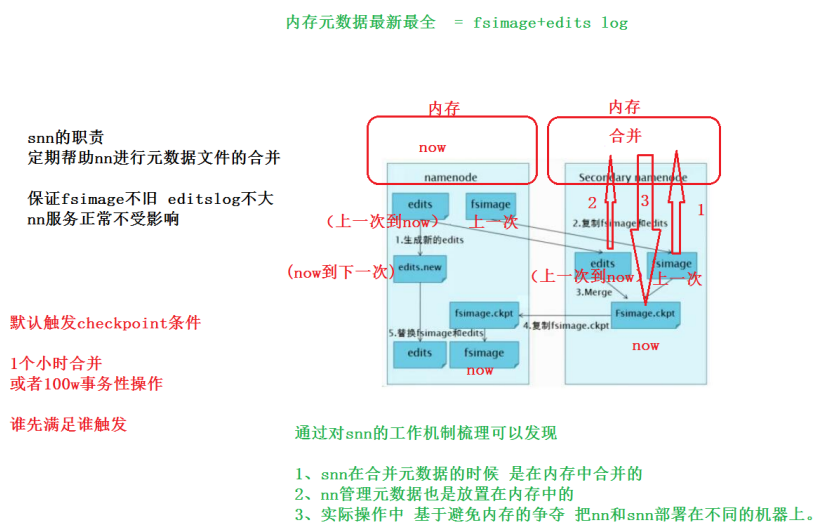 内存元数据最新最全 = fsimage+edits log
snn的职责
定期帮助nn进行元数据文件的合并
保证fsimage不旧 editslog不大
nn服务正常不受影响
默认触发checkpoint条件
1个小时合并
或者100w事务性操作
谁先满足谁触发
内存
now
namenode
edits
fsimage
(上一次到now)
上一次
1.生成新的edits
(now到下一次)
edits.new
fsimage.ckpt
5.替换fsimage和edits
edits
fsimage
now
内存
合并
Secordary namenode
2
3
1
2.复制fsimage和edits
edits
fsimage
(上一次到now)
上一次
3.Merge
4.复制fsimage.ckpt
Fsimage.ckpt
now
通过对snn的工作机制梳理可以发现
1、snn在合并元数据的时候 是在内存中合并的
2、nn管理元数据也是放置在内存中的
3、实际操作中 基于避免内存的争夺 把nn和snn部署在不同的机器上。